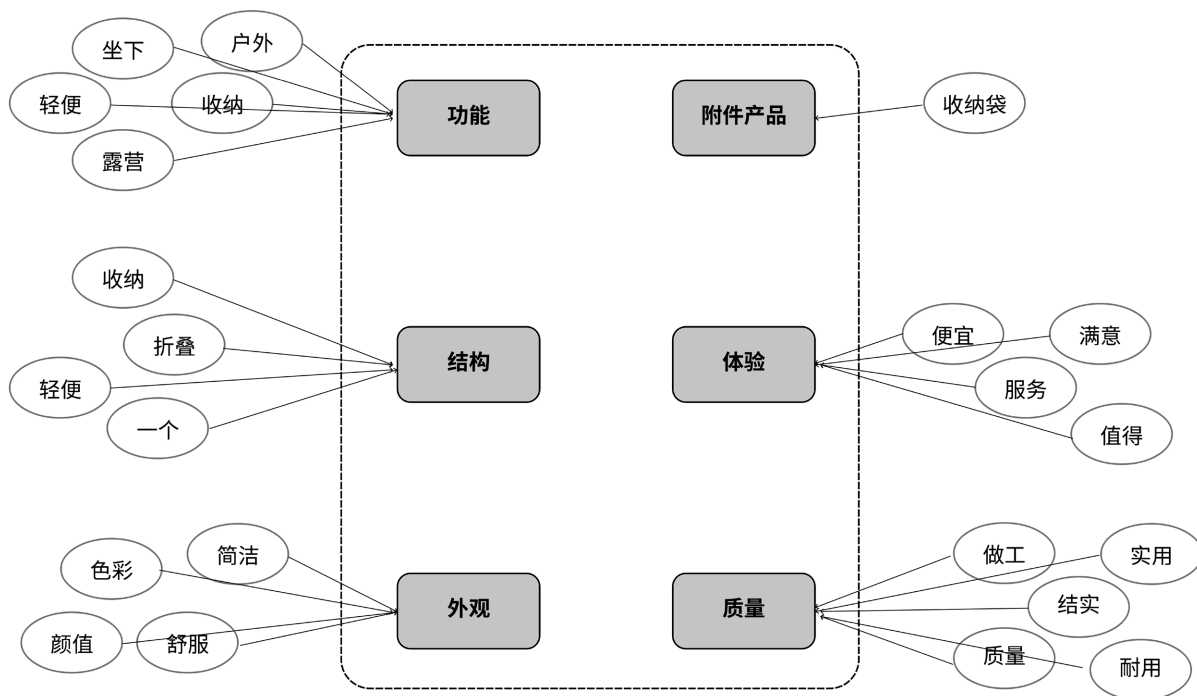 户外
坐下
轻便
收纳
露营
功能
附件产品
收纳袋
收纳
折叠
轻便
一个
结构
体验
便宜
满意
服务
值得
简洁
色彩
颜值
舒服
外观
质量
做工
实用
结实
质量
耐用